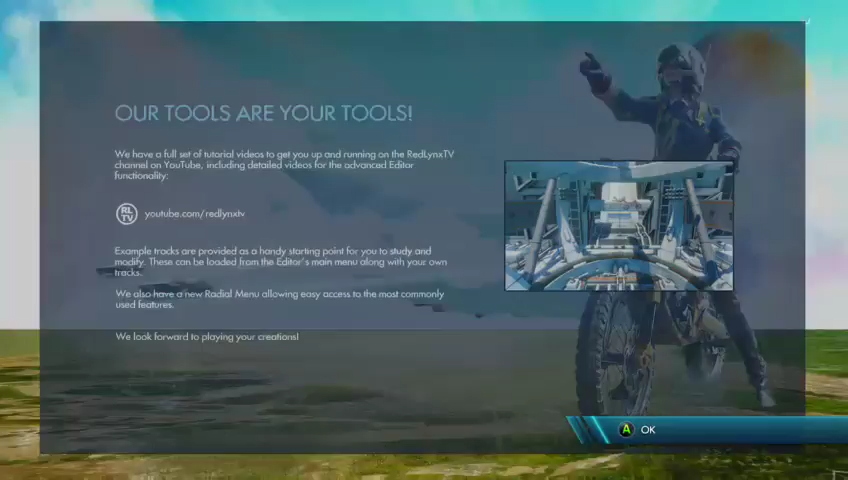 OUR TOOLS ARE YOUR TOOLS!
We have a full set of tutorial videos to get you up and running on the RedLynxTV
channel on YouTube, including detailed videos for the advanced Editor
functionality:
RL
TV
youtube.com/redlynxtv
Example tracks are provided as a handy starting point for you to study and
modify. These can be loaded from the Editor's main menu along with your own
tracks.
We also have a new Radial Menu allowing easy access to the most commonly
used features.
We look forward to playing your creations!
A OK